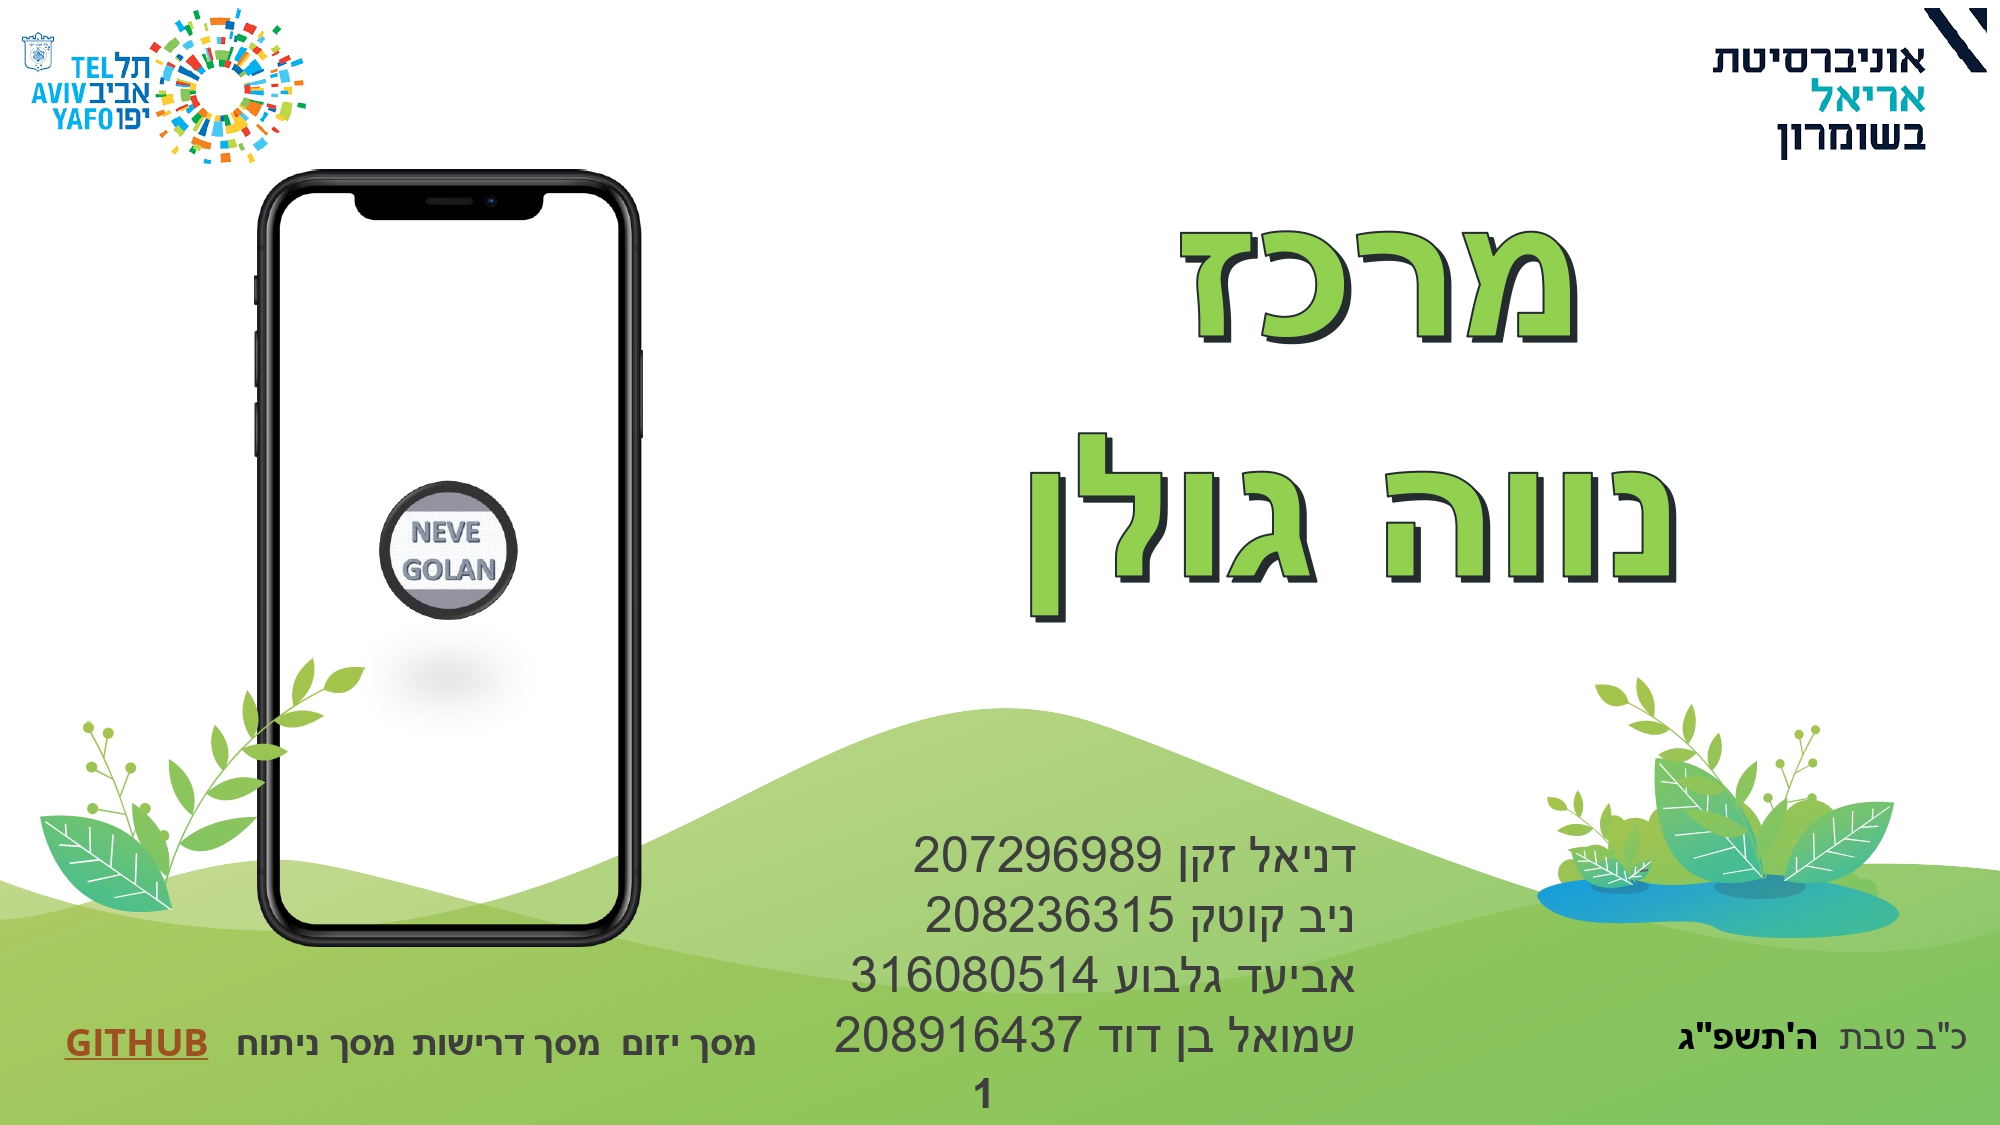 אוניברסיטת
אריאל
בשומרון
תל TEL
אביב AVIV
יפו YAFO
מרכז
נווה גולן
NEVE
GOLAN
דניאל זקן 207296989
ניב קוטק 208236315
אביעד גלבוע 316080514
שמואל בן דוד 208916437
כ"ב טבת ה'תשפ"ג
מסך יזום מסך דרישות מסך ניתוח GITHUB
1